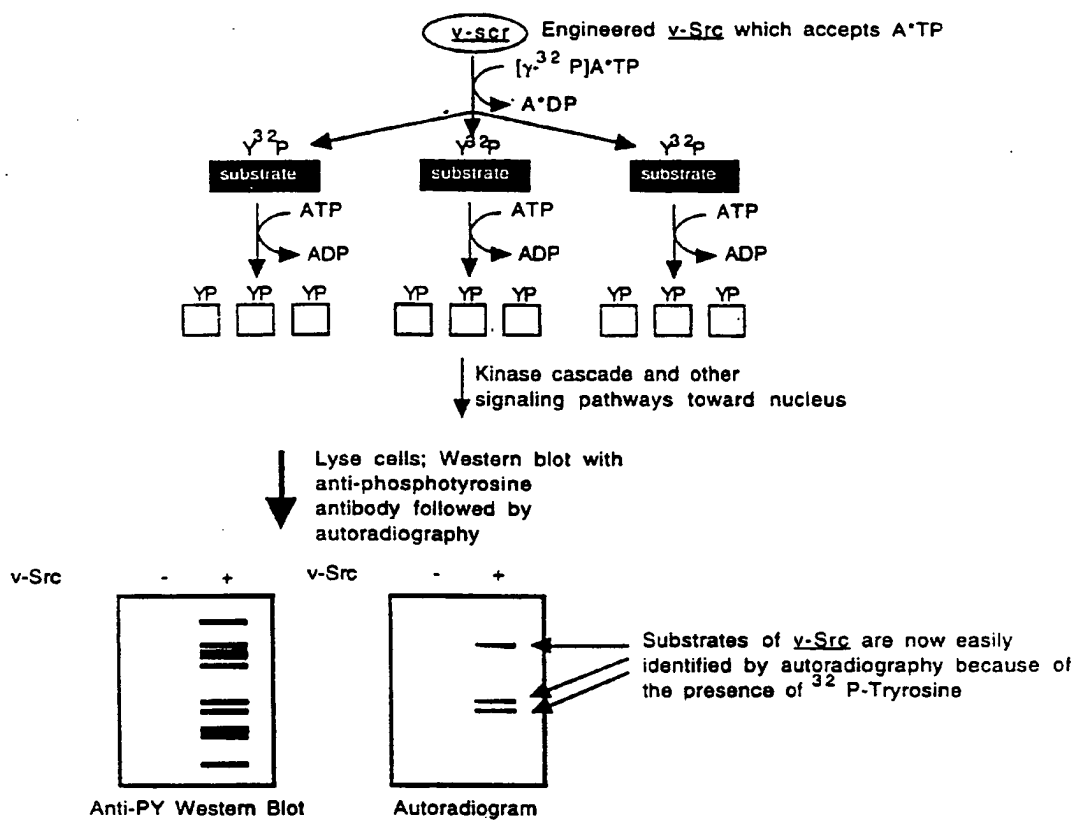 v-scr
Engineered v-Src which accepts A*TP
[γ-32 P]A*TP
A*DP
Y32P Y32P Y32P
substrate substrate substrate
ATP ATP ATP
ADP ADP ADP
YP YP YP YP YP YP YP YP YP
Kinase cascade and other
signaling pathways toward nucleus
Lyse cells; Western blot with
anti-phosphotyrosine
antibody followed by
autoradiography
v-Src - + v-Src - +
Substrates of v-Src are now easily
identified by autoradiography because of
the presence of 32 P-Tryrosine
Anti-PY Western Blot Autoradiogram